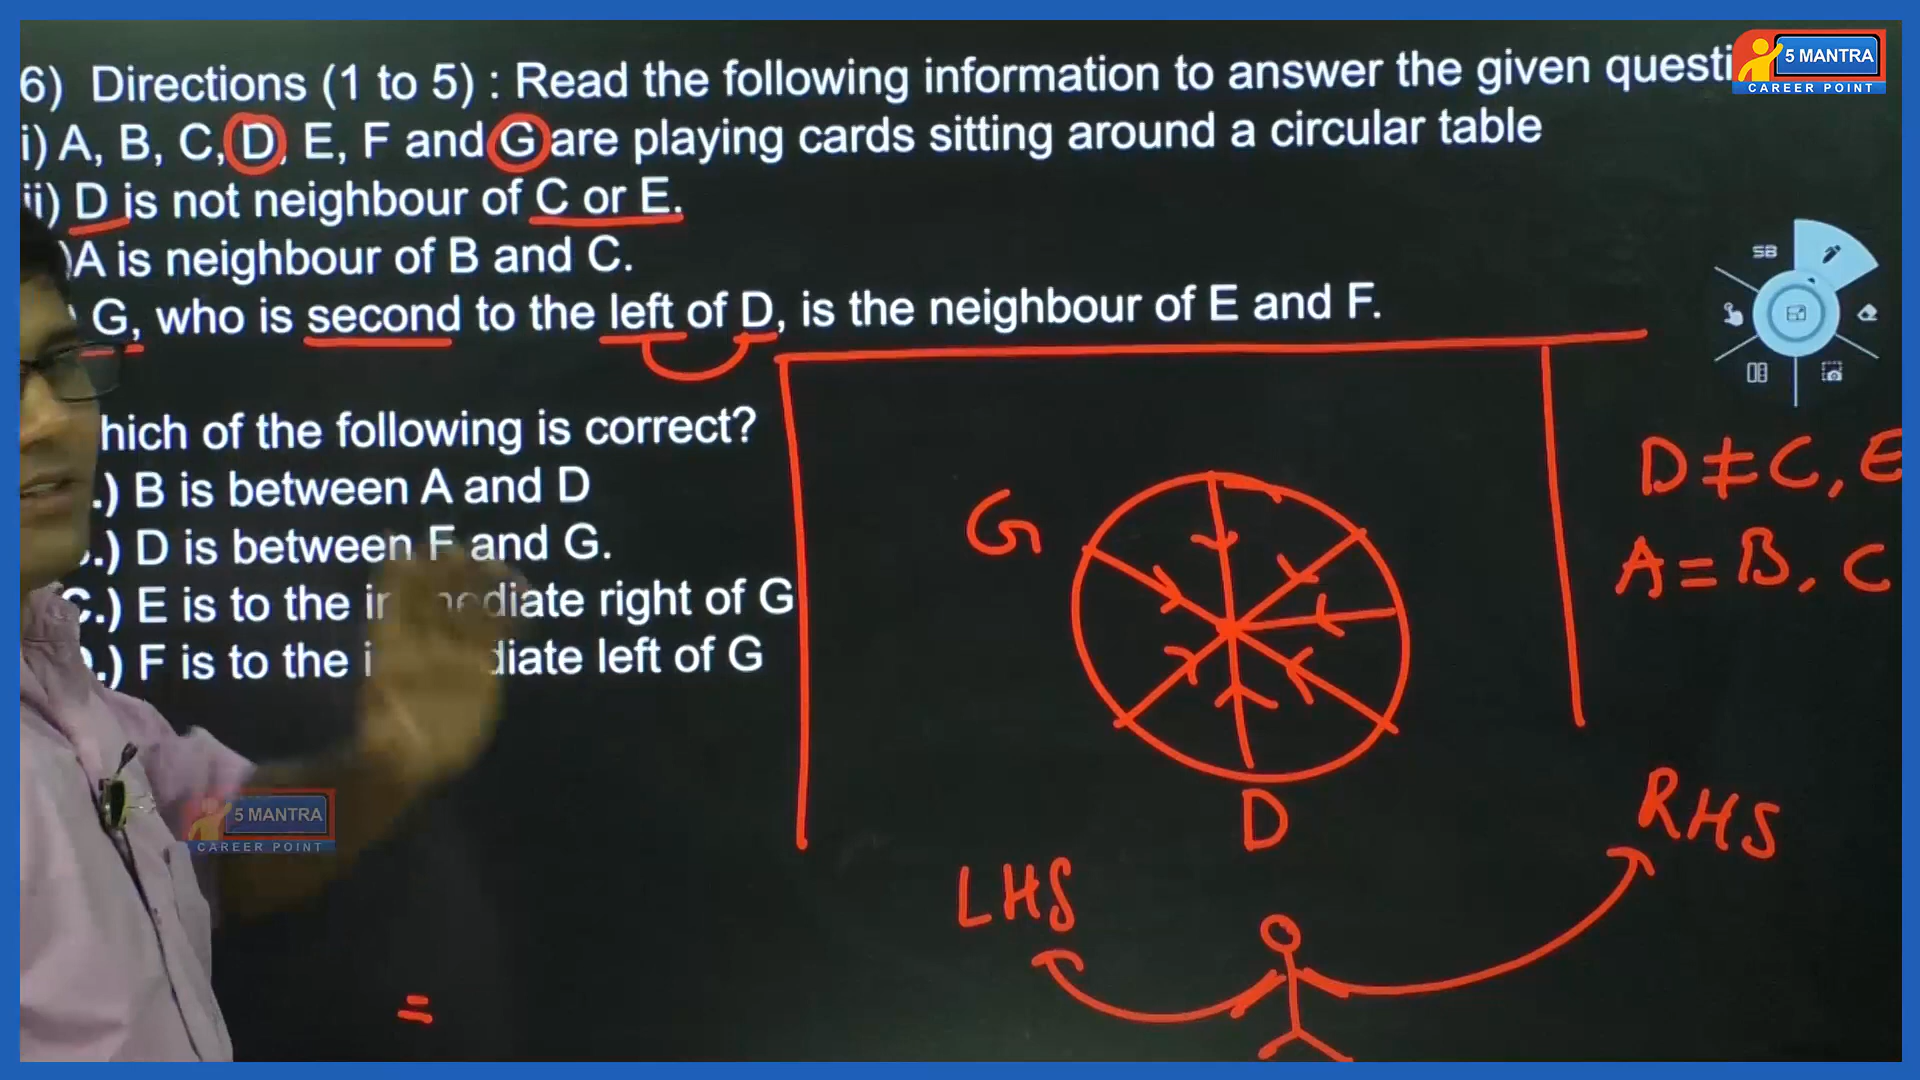 6) Directions (1 to 5) : Read the following information to answer the given questi
i) A, B, C, D, E, F and G are playing cards sitting around a circular table
ii) D is not neighbour of C or E.
)A is neighbour of B and C.
) G, who is second to the left of D, is the neighbour of E and F.
hich of the following is correct?
.) B is between A and D
.) D is between and G.
C.) E is to the immediate right of G
.) F is to the diate left of G
5 MANTRA
CAREER POINT
SB
D ≠ C, E
A = B, C
G
D
LHS
RHS
5 MANTRA
CAREER POINT
=